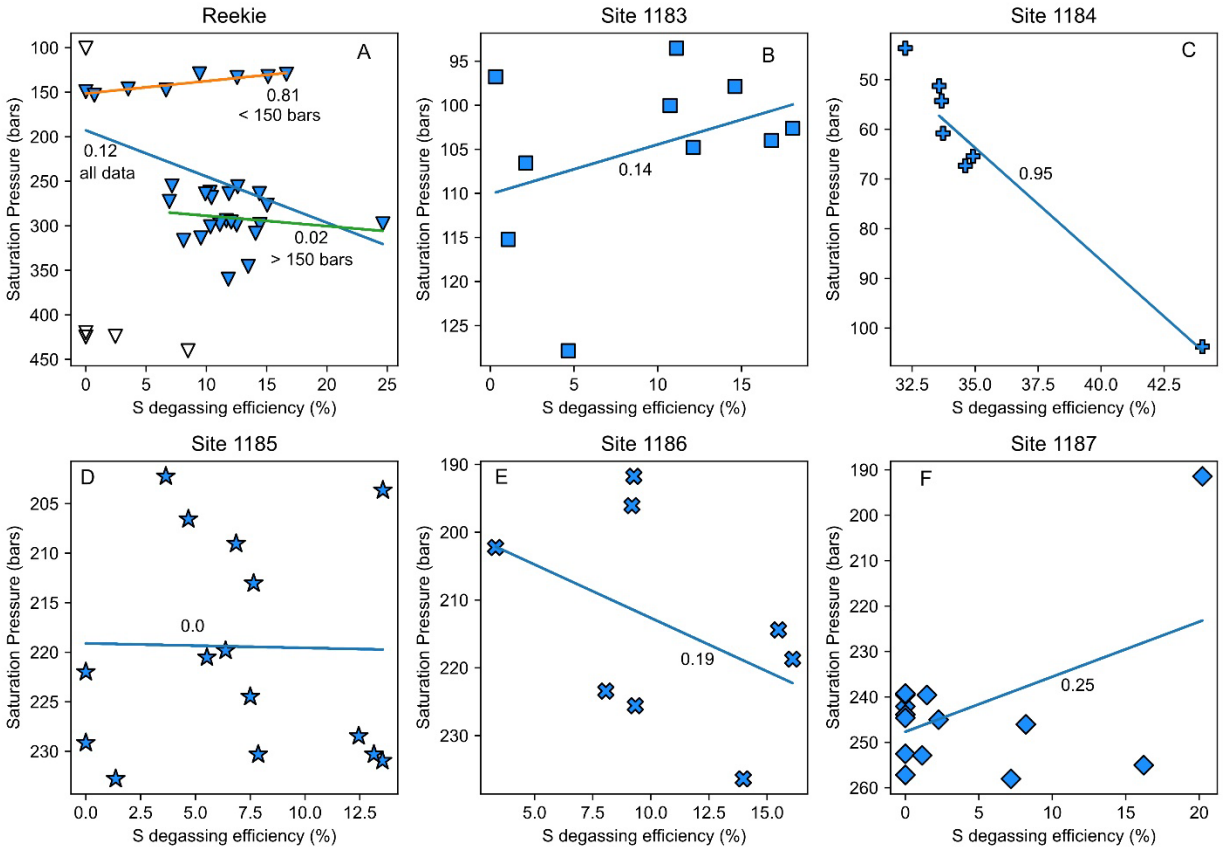 Reekie
Site 1183
Site 1184
A
B
C
100
150
200
250
300
350
400
450
0
5
10
15
20
25
Saturation Pressure (bars)
S degassing efficiency (%)
0.81
< 150 bars
0.12
all data
0.02
> 150 bars
95
100
105
110
115
120
125
0
5
10
15
Saturation Pressure (bars)
S degassing efficiency (%)
0.14
50
60
70
80
90
100
32.5
35.0
37.5
40.0
42.5
Saturation Pressure (bars)
S degassing efficiency (%)
0.95
Site 1185
Site 1186
Site 1187
D
E
F
205
210
215
220
225
230
0.0
2.5
5.0
7.5
10.0
12.5
Saturation Pressure (bars)
S degassing efficiency (%)
0.0
190
200
210
220
230
5.0
7.5
10.0
12.5
15.0
Saturation Pressure (bars)
S degassing efficiency (%)
0.19
190
200
210
220
230
240
250
260
0
5
10
15
20
Saturation Pressure (bars)
S degassing efficiency (%)
0.25